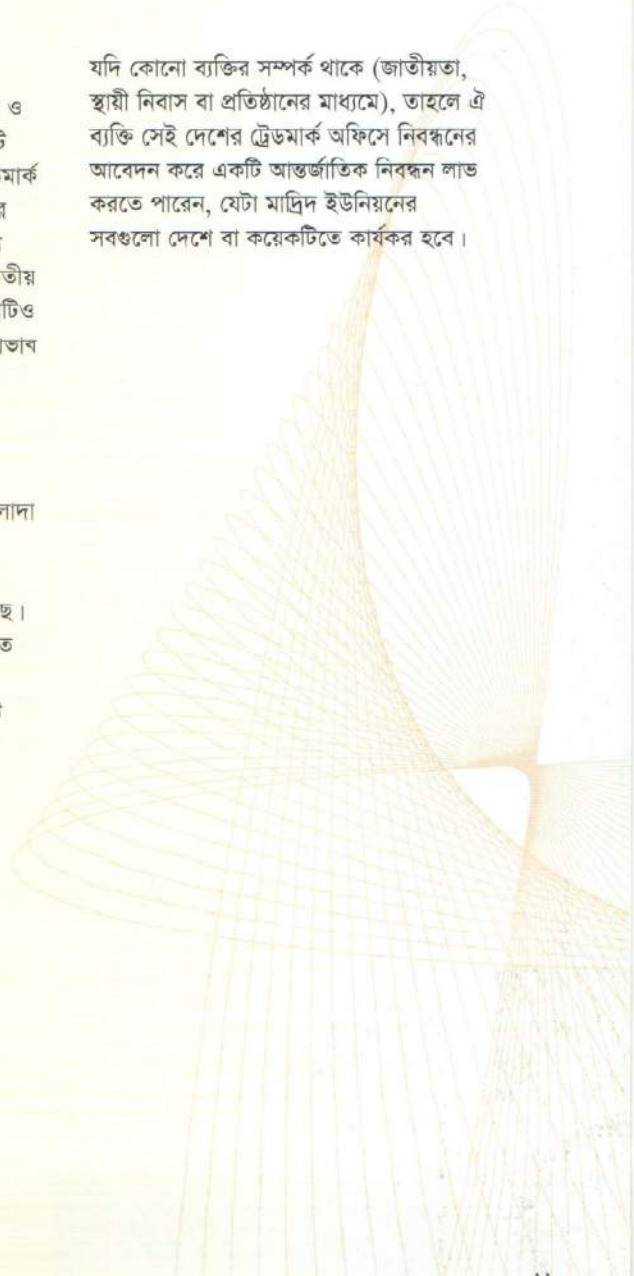 ও
টি
মার্ক
র
তীয়
টিও
ভাব
লাদা
ছে।
ত
যদি কোনো ব্যক্তির সম্পর্ক থাকে (জাতীয়তা,
স্থায়ী নিবাস বা প্রতিষ্ঠানের মাধ্যমে), তাহলে ঐ
ব্যক্তি সেই দেশের ট্রেডমার্ক অফিসে নিবন্ধনের
আবেদন করে একটি আন্তর্জাতিক নিবন্ধন লাভ
করতে পারেন, যেটা মাদ্রিদ ইউনিয়নের
সবগুলো দেশে বা কয়েকটিতে কার্যকর হবে।